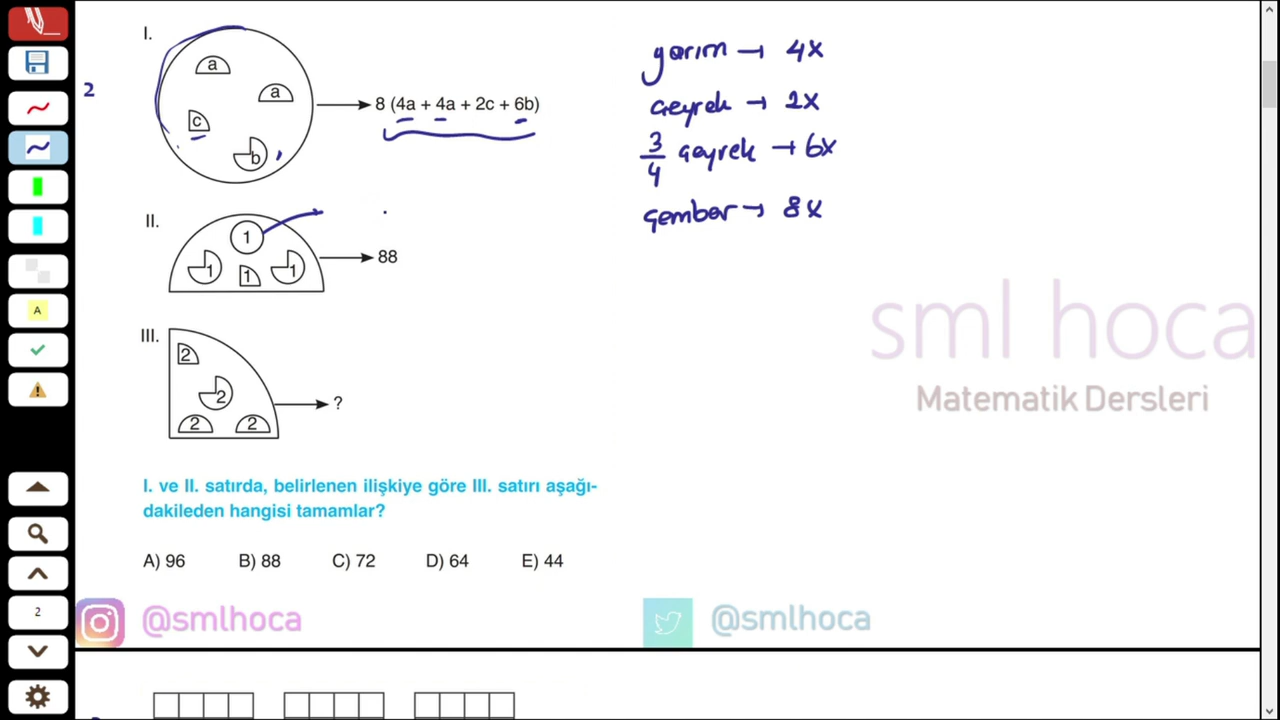 I.
2
a
a
c
b
8 (4a + 4a + 2c + 6b)
yarım → 4x
çeyrek → 2x
3/4 çeyrek → 6x
çember → 8x
II.
1
1
1
1
88
III.
2
2
2
2
?
sml hoca
Matematik Dersleri
I. ve II. satırda, belirlenen ilişkiye göre III. satırı aşağı-
dakileden hangisi tamamlar?
A) 96 B) 88 C) 72 D) 64 E) 44
@smlhoca
@smlhoca
A
2